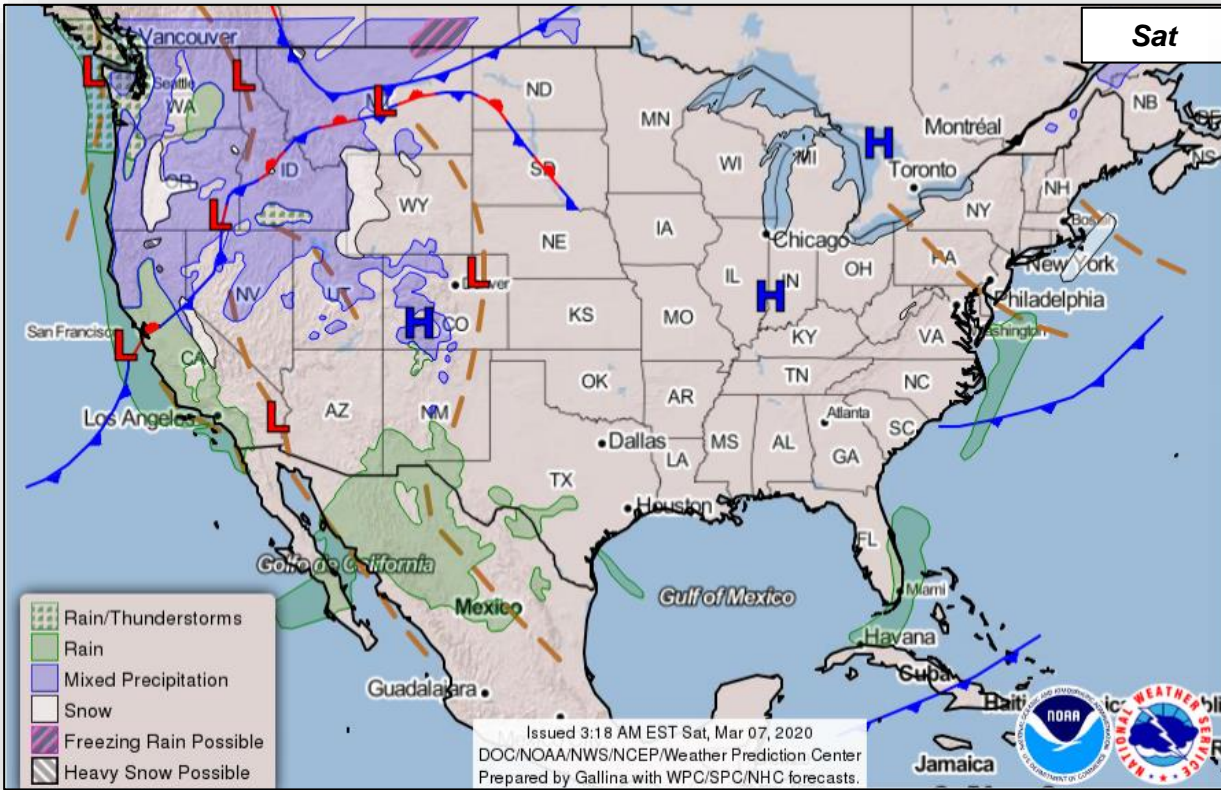 Sat
Vancouver
L
L
Seattle
WA
L
ND
MN
Montréal
NB
NS
H
WI
MI
Toronto
ID
SD
NH
OR
L
WY
NY
Boston
IA
Chicago
NE
PA
New York
IL
IN
OH
L
Denver
Philadelphia
NV
UT
H
H
CO
KS
MO
KY
VA
Washington
San Francisco
L
CA
TN
NC
OK
AR
Los Angeles
L
AZ
NM
Atlanta
SC
Dallas
MS
AL
GA
LA
TX
Houston
FL
Golfo de California
Miami
Mexico
Gulf of Mexico
Havana
Cuba
Guadalajara
Haiti
Jamaica
Rain/Thunderstorms
Rain
Mixed Precipitation
Snow
Freezing Rain Possible
Heavy Snow Possible
Issued 3:18 AM EST Sat, Mar 07, 2020
DOC/NOAA/NWS/NCEP/Weather Prediction Center
Prepared by Gallina with WPC/SPC/NHC forecasts.
NOAA
NATIONAL WEATHER SERVICE